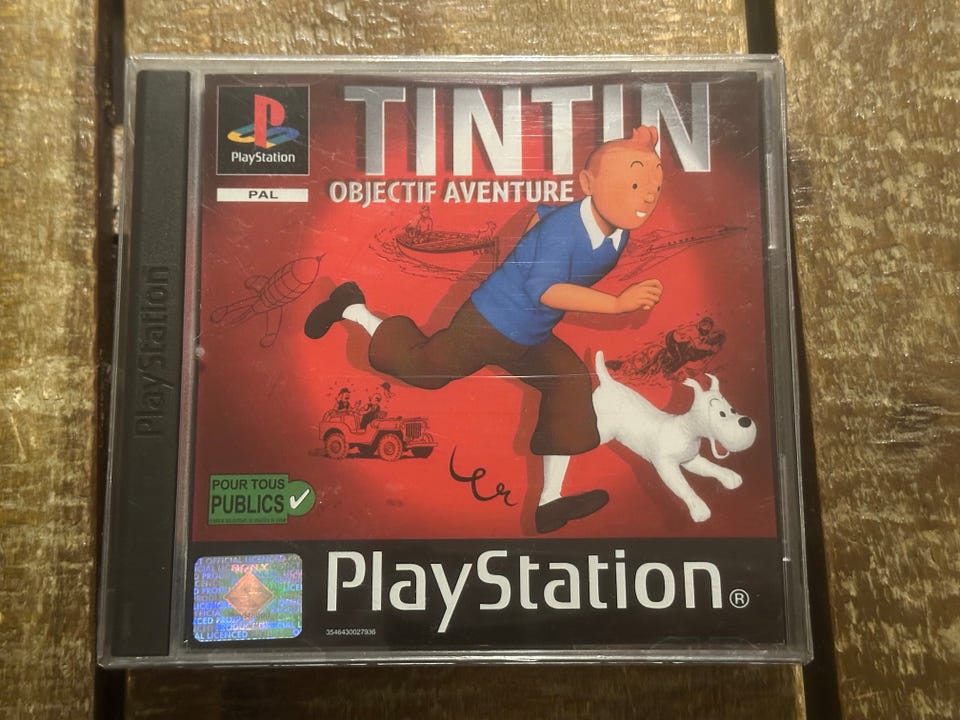 PlayStation
PlayStation
PAL
TINTIN
OBJECTIF AVENTURE
POUR TOUS
PUBLICS
PlayStation®
3546430027936